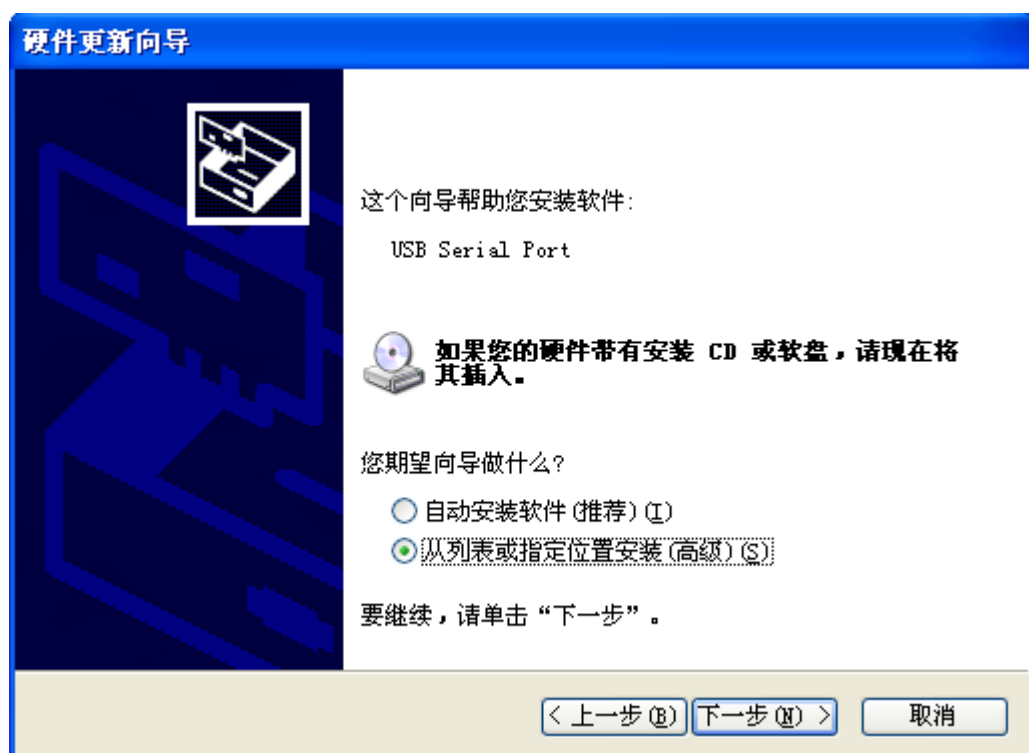 硬件更新向导
这个向导帮助您安装软件:
USB Serial Port
如果您的硬件带有安装 CD 或软盘，请现在将
其插入。
您期望向导做什么?
自动安装软件(推荐)(I)
从列表或指定位置安装(高级)(S)
要继续，请单击“下一步”。
< 上一步(B) 下一步(N) > 取消